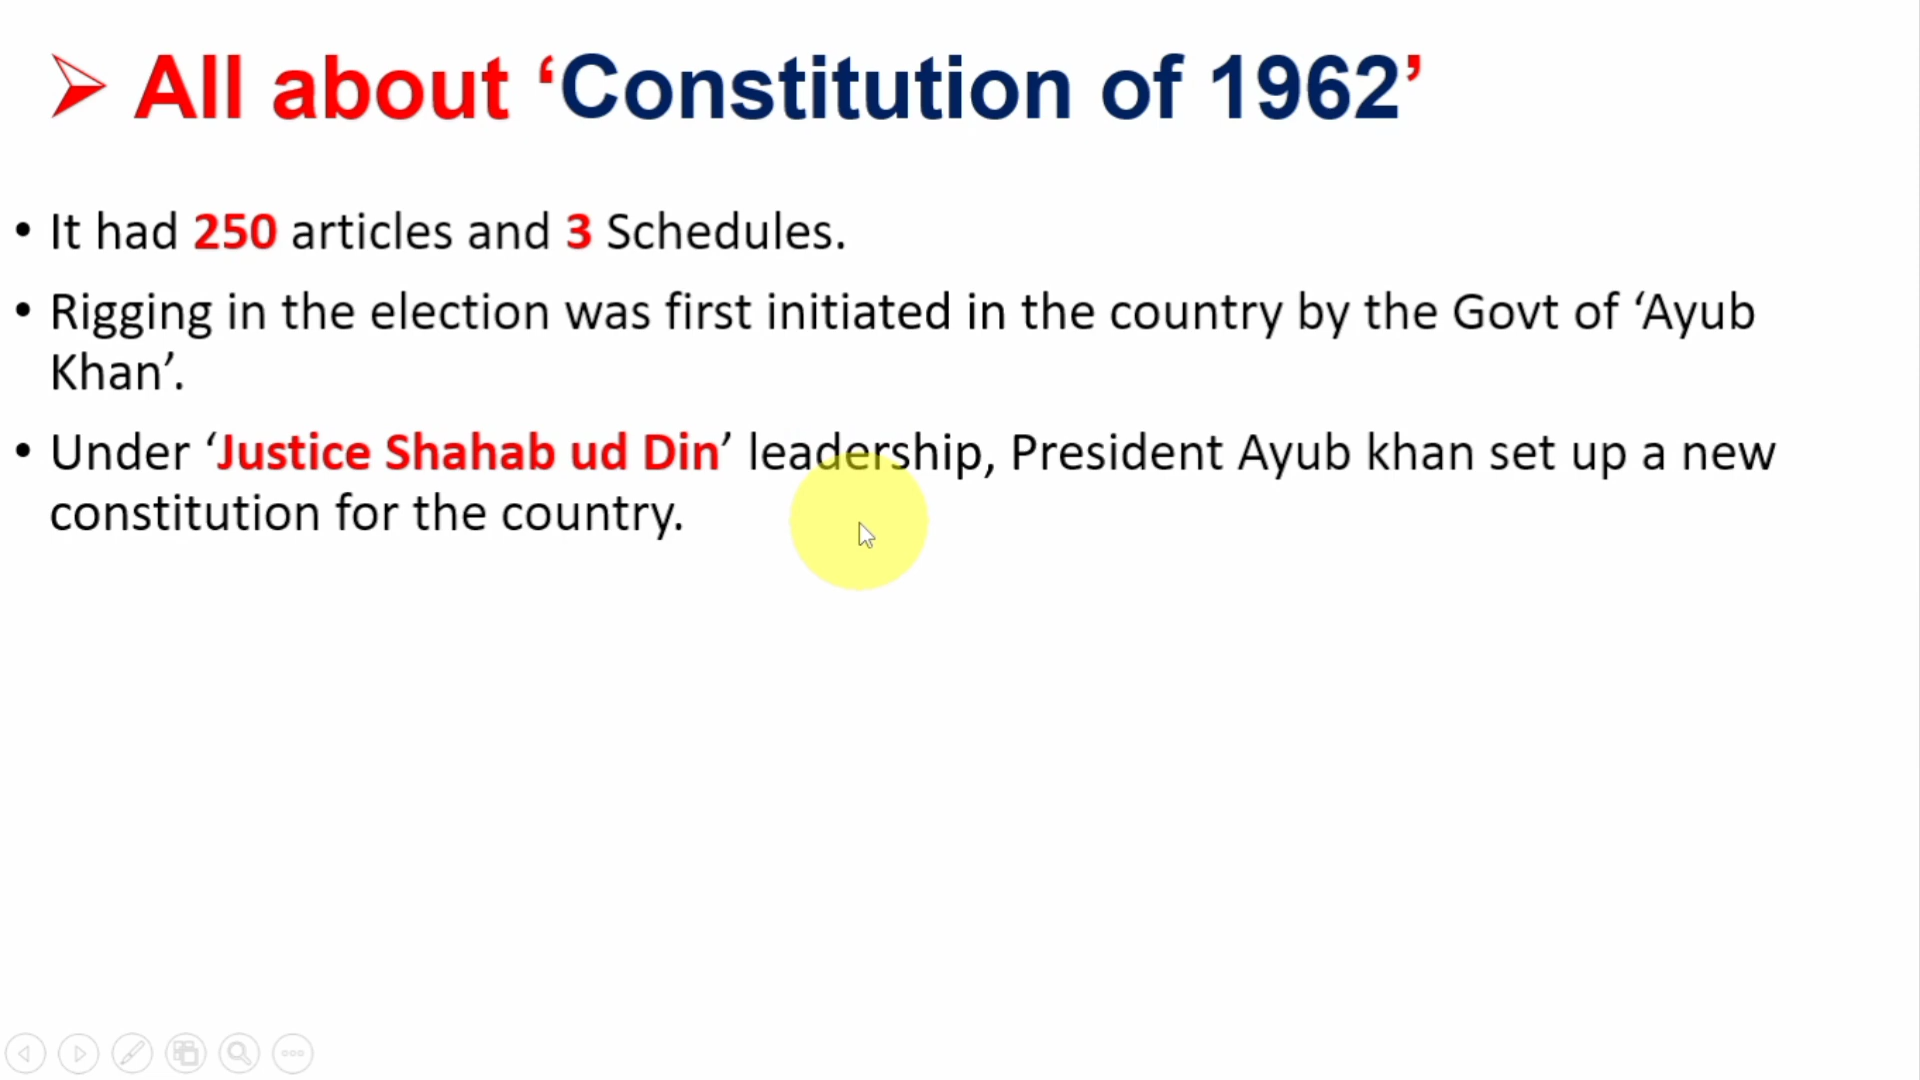 ➢ All about ‘Constitution of 1962’
• It had 250 articles and 3 Schedules.
• Rigging in the election was first initiated in the country by the Govt of ‘Ayub
Khan’.
• Under ‘Justice Shahab ud Din’ leadership, President Ayub khan set up a new
constitution for the country.